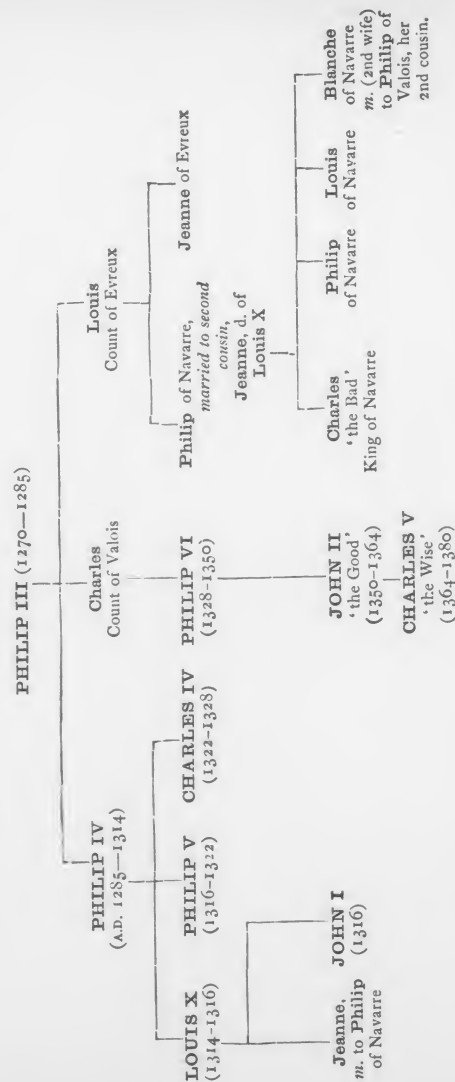 PHILIP III (1270—1285)
PHILIP IV
(A.D. 1285—1314)
Charles
Count of Valois
Louis
Count of Evreux
LOUIS X
(1314-1316)
PHILIP V
(1316-1322)
CHARLES IV
(1322-1328)
PHILIP VI
(1328-1350)
Philip of Navarre,
married to second
cousin,
Jeanne, d. of
Louis X
Jeanne of Evreux
Jeanne,
m. to Philip
of Navarre
JOHN I
(1316)
JOHN II
'the Good'
(1350-1364)
CHARLES V
'the Wise'
(1364-1380)
Charles
'the Bad'
King of Navarre
Philip
of Navarre
Louis
of Navarre
Blanche
of Navarre
m. (2nd wife)
to Philip of
Valois, her
2nd cousin.